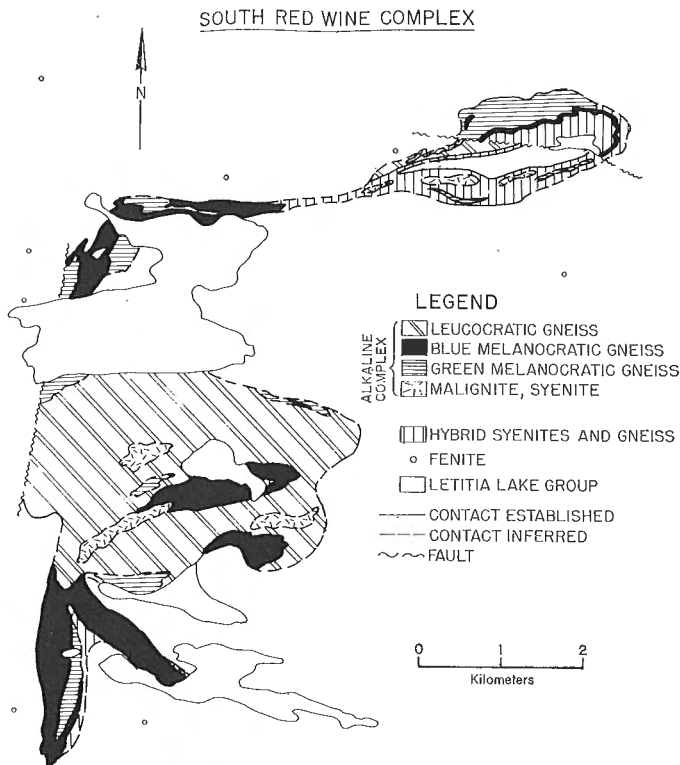 SOUTH RED WINE COMPLEX
N
LEGEND
ALKALINE COMPLEX
LEUCOCRATIC GNEISS
BLUE MELANOCRATIC GNEISS
GREEN MELANOCRATIC GNEISS
MALIGNITE, SYENITE
HYBRID SYENITES AND GNEISS
FENITE
LETITIA LAKE GROUP
CONTACT ESTABLISHED
CONTACT INFERRED
FAULT
0 1 2
Kilometers